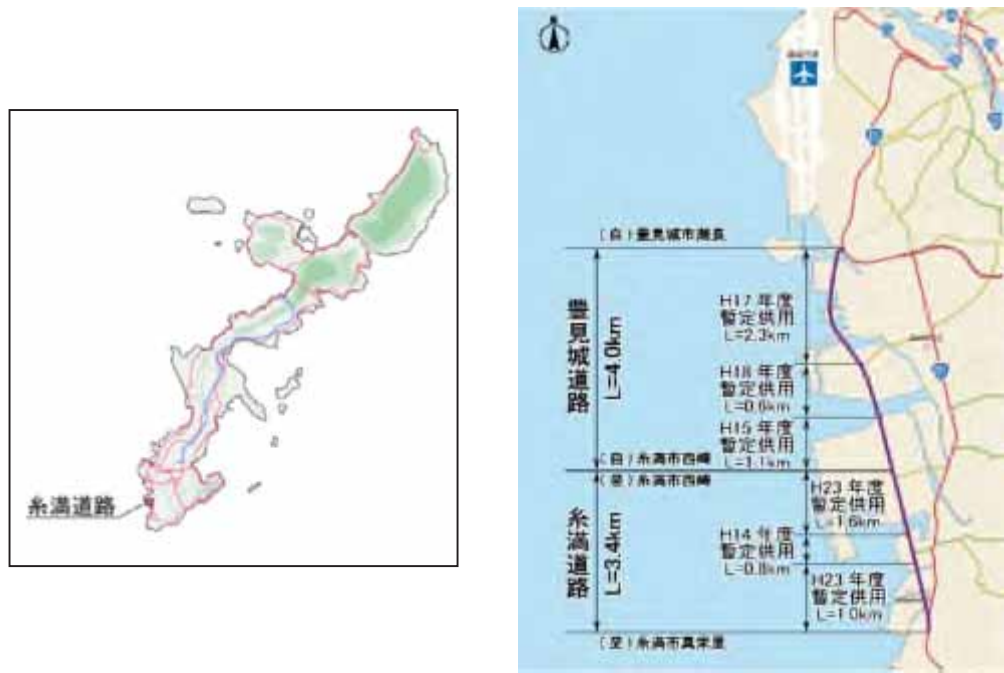 糸満道路
(自)豊見城市瀬長
豊見城道路
L=4.0km
H17年度
暫定供用
L=2.3km
H18年度
暫定供用
L=0.6km
H15年度
暫定供用
L=1.1km
(自)糸満市西崎
糸満市西崎
糸満道路
L=3.4km
H23年度
暫定供用
L=1.6km
H14年度
暫定供用
L=0.8km
H23年度
暫定供用
L=1.0km
糸満市真栄里